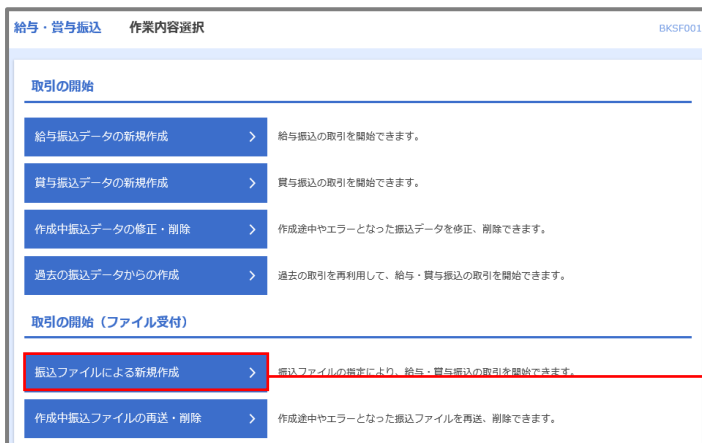 給与・賞与振込 作業内容選択 BKSF001
取引の開始
給与振込データの新規作成 給与振込の取引を開始できます。
賞与振込データの新規作成 賞与振込の取引を開始できます。
作成中振込データの修正・削除 作成途中やエラーとなった振込データを修正、削除できます。
過去の振込データからの作成 過去の取引を再利用して、給与・賞与振込の取引を開始できます。
取引の開始（ファイル受付）
振込ファイルによる新規作成 振込ファイルの指定により、給与・賞与振込の取引を開始できます。
作成中振込ファイルの再送・削除 作成途中やエラーとなった振込ファイルを再送、削除できます。